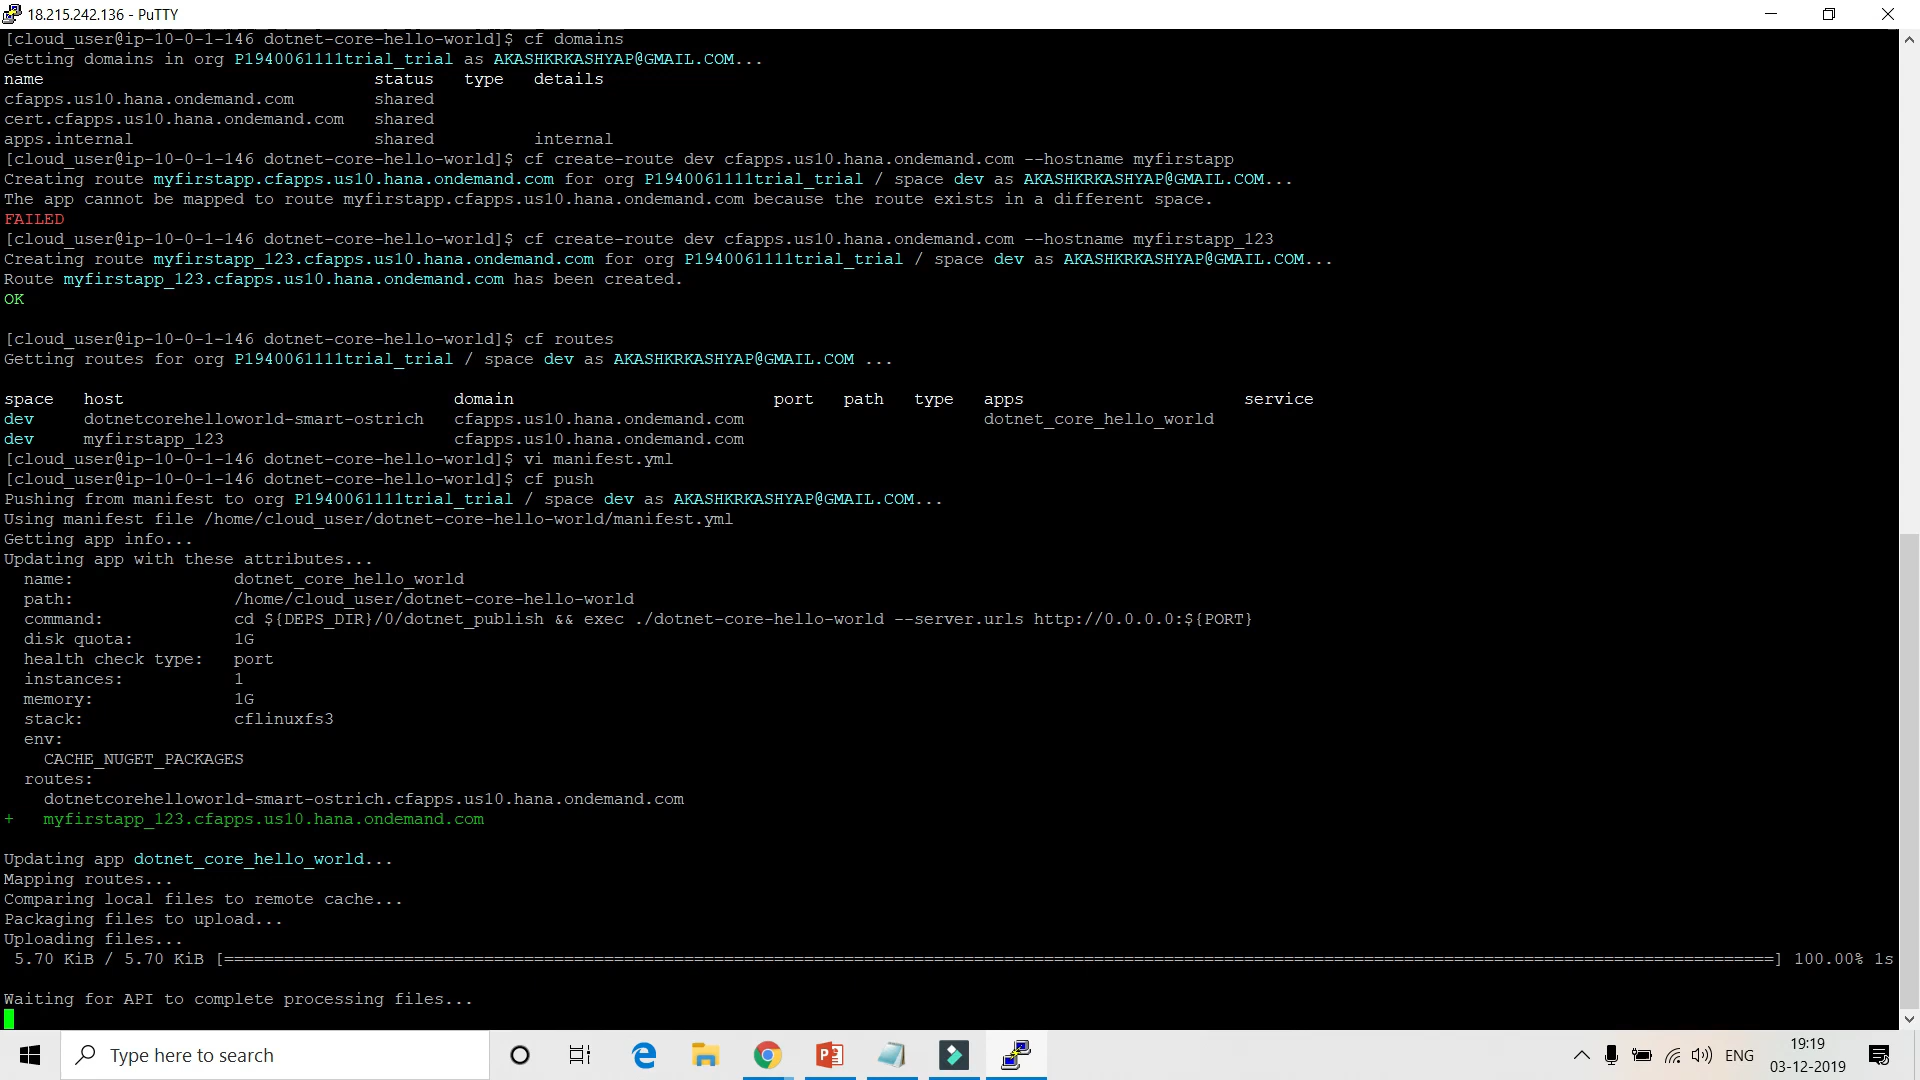 18.215.242.136 - PuTTY
[cloud_user@ip-10-0-1-146 dotnet-core-hello-world]$ cf domains
Getting domains in org P1940061111trial_trial as AKASHKRKASHYAP@GMAIL.COM...
name status type details
cfapps.us10.hana.ondemand.com shared
cert.cfapps.us10.hana.ondemand.com shared
apps.internal shared internal
[cloud_user@ip-10-0-1-146 dotnet-core-hello-world]$ cf create-route dev cfapps.us10.hana.ondemand.com --hostname myfirstapp
Creating route myfirstapp.cfapps.us10.hana.ondemand.com for org P1940061111trial_trial / space dev as AKASHKRKASHYAP@GMAIL.COM...
The app cannot be mapped to route myfirstapp.cfapps.us10.hana.ondemand.com because the route exists in a different space.
FAILED
[cloud_user@ip-10-0-1-146 dotnet-core-hello-world]$ cf create-route dev cfapps.us10.hana.ondemand.com --hostname myfirstapp_123
Creating route myfirstapp_123.cfapps.us10.hana.ondemand.com for org P1940061111trial_trial / space dev as AKASHKRKASHYAP@GMAIL.COM...
Route myfirstapp_123.cfapps.us10.hana.ondemand.com has been created.
OK
[cloud_user@ip-10-0-1-146 dotnet-core-hello-world]$ cf routes
Getting routes for org P1940061111trial_trial / space dev as AKASHKRKASHYAP@GMAIL.COM ...
space host domain port path type apps service
dev dotnetcorehelloworld-smart-ostrich cfapps.us10.hana.ondemand.com dotnet_core_hello_world
dev myfirstapp_123 cfapps.us10.hana.ondemand.com
[cloud_user@ip-10-0-1-146 dotnet-core-hello-world]$ vi manifest.yml
[cloud_user@ip-10-0-1-146 dotnet-core-hello-world]$ cf push
Pushing from manifest to org P1940061111trial_trial / space dev as AKASHKRKASHYAP@GMAIL.COM...
Using manifest file /home/cloud_user/dotnet-core-hello-world/manifest.yml
Getting app info...
Updating app with these attributes...
name: dotnet_core_hello_world
path: /home/cloud_user/dotnet-core-hello-world
command: cd ${DEPS_DIR}/0/dotnet_publish && exec ./dotnet-core-hello-world --server.urls http://0.0.0.0:${PORT}
disk quota: 1G
health check type: port
instances: 1
memory: 1G
stack: cflinuxfs3
env:
CACHE_NUGET_PACKAGES
routes:
dotnetcorehelloworld-smart-ostrich.cfapps.us10.hana.ondemand.com
+ myfirstapp_123.cfapps.us10.hana.ondemand.com
Updating app dotnet_core_hello_world...
Mapping routes...
Comparing local files to remote cache...
Packaging files to upload...
Uploading files...
5.70 KiB / 5.70 KiB [===========================================================================================================================================================] 100.00% 1s
Waiting for API to complete processing files...
Type here to search
ENG
19:19
03-12-2019